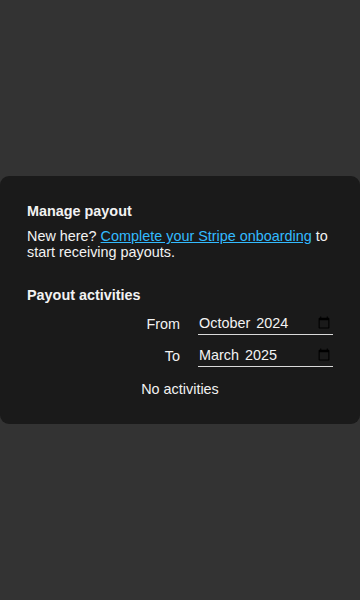 Manage payout
New here? Complete your Stripe onboarding to
start receiving payouts.
Payout activities
From October 2024
To March 2025
No activities